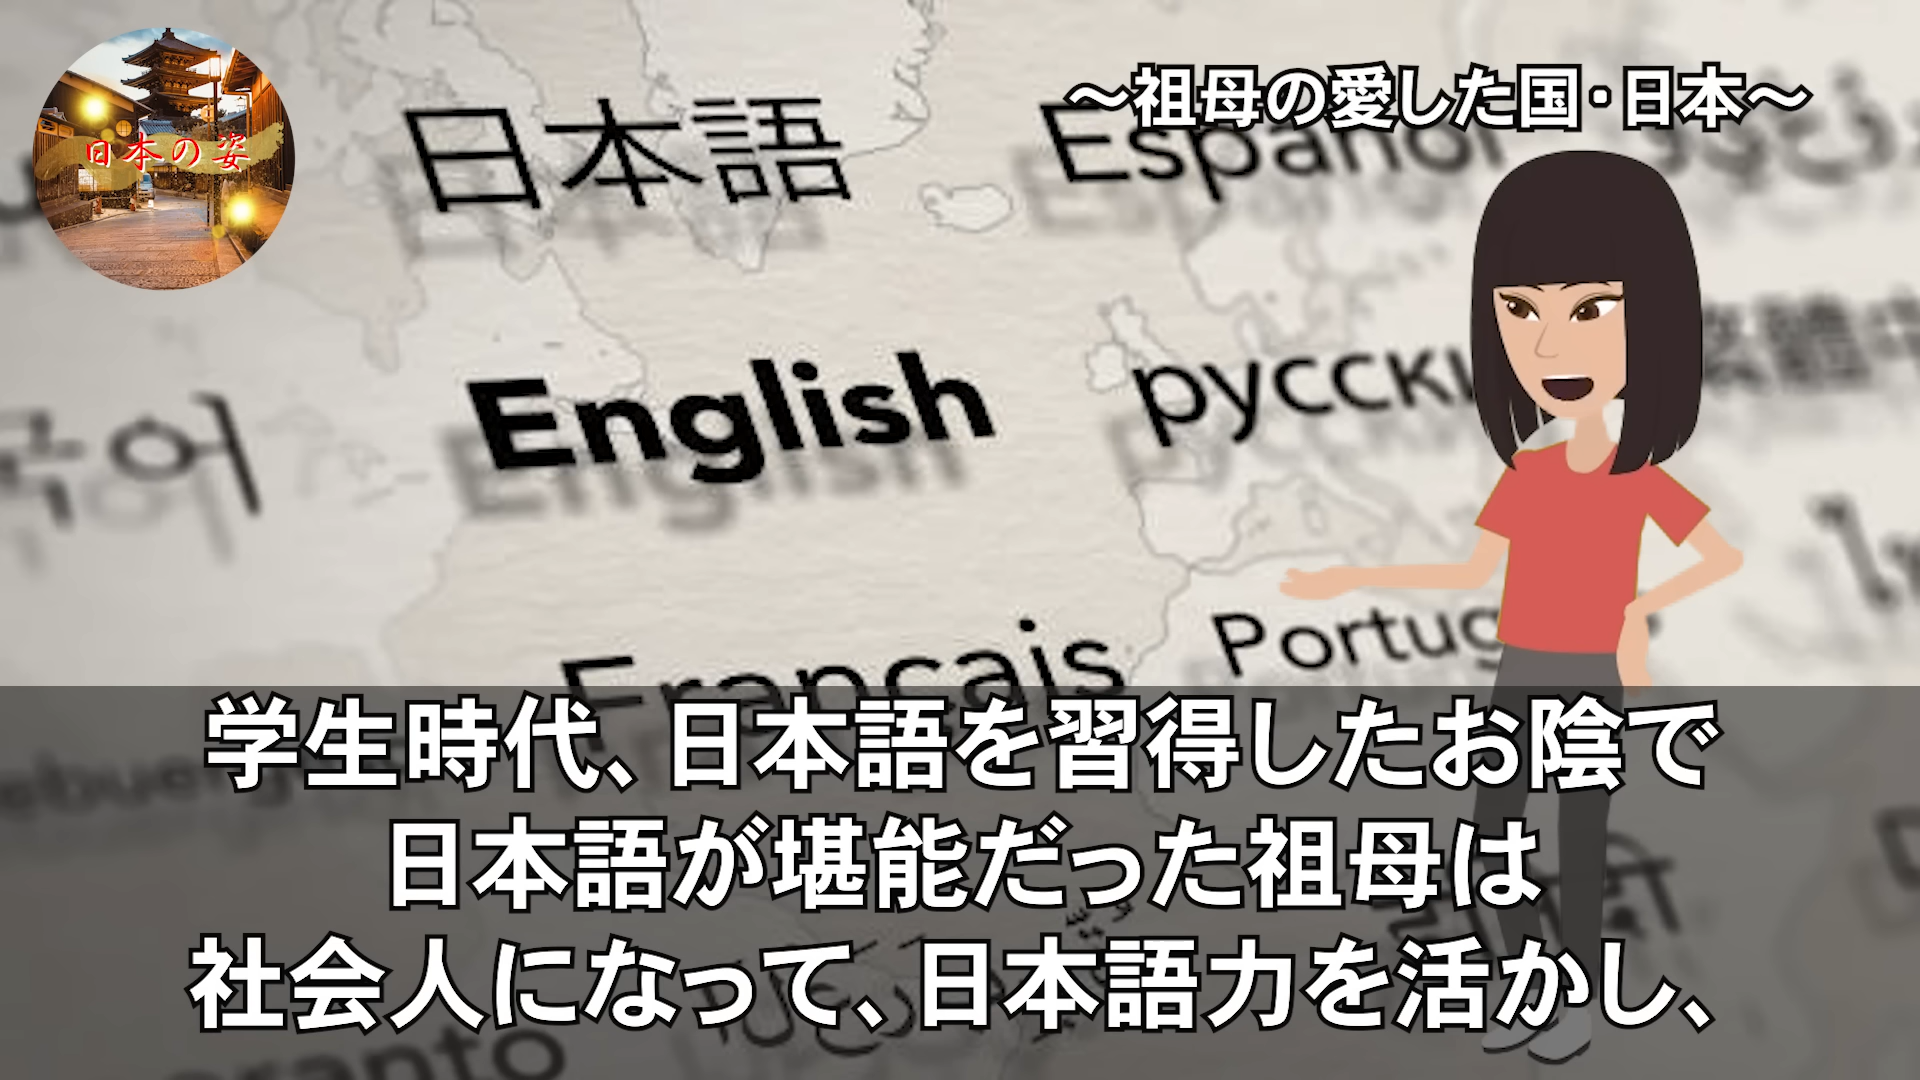 ～祖母の愛した国・日本～
日本の姿
日本語
Español
English
русски
국어
Français
Portug
学生時代、日本語を習得したお陰で
日本語が堪能だった祖母は
社会人になって、日本語力を活かし、